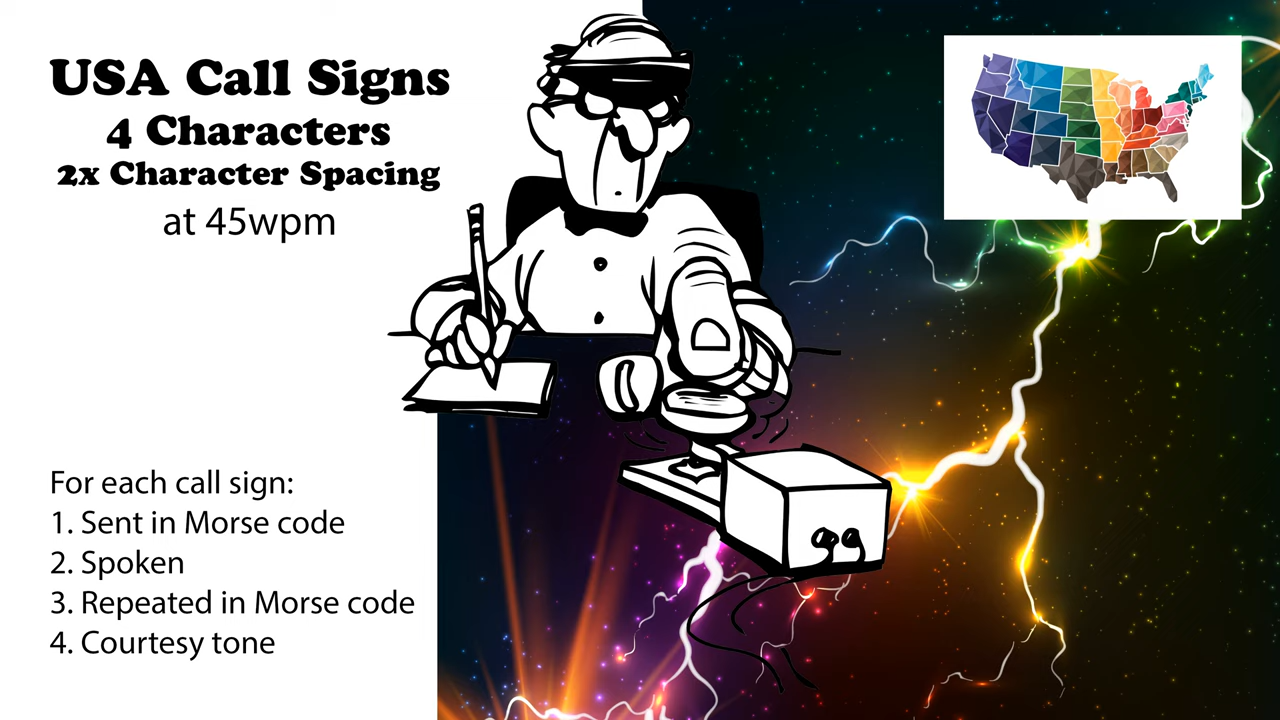 USA Call Signs
4 Characters
2x Character Spacing
at 45wpm
For each call sign:
1. Sent in Morse code
2. Spoken
3. Repeated in Morse code
4. Courtesy tone